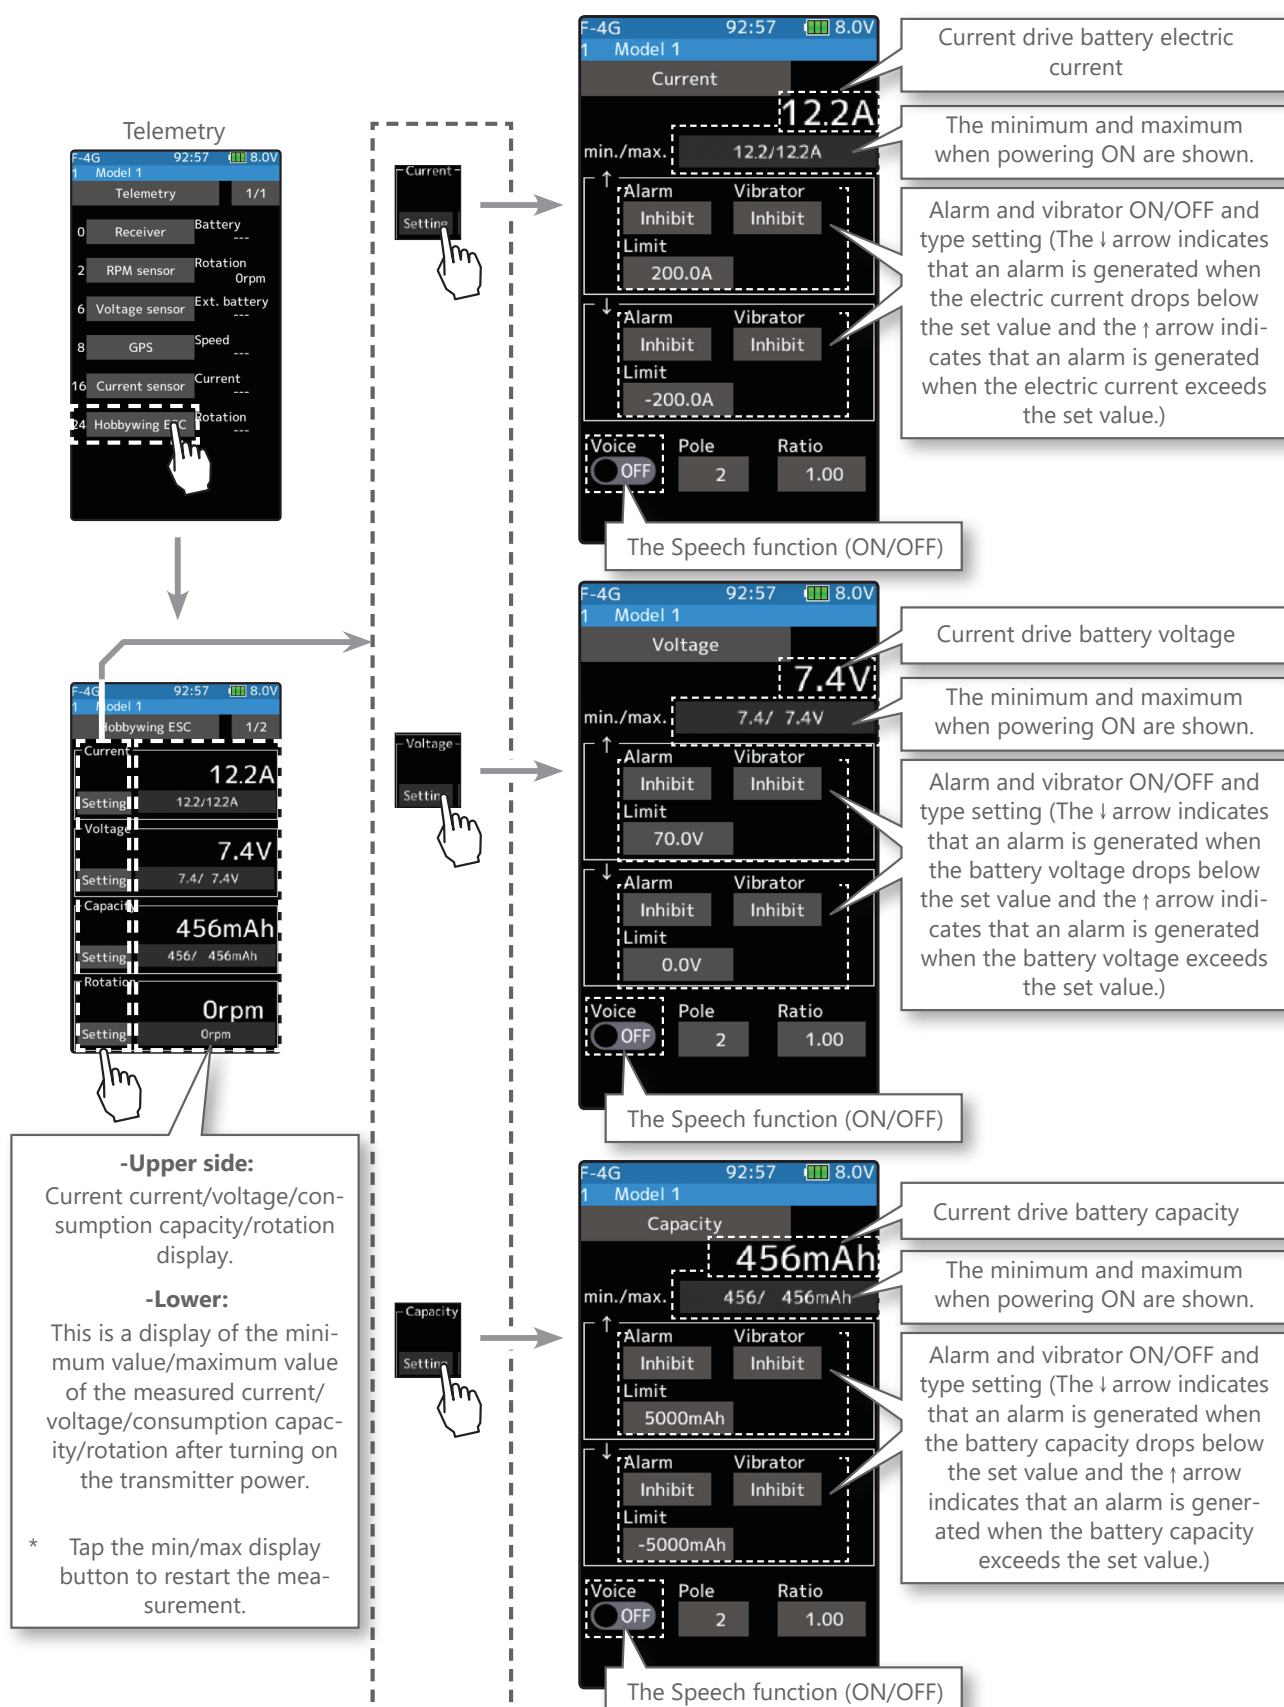 Telemetry
F-4G 92:57 8.0V
1 Model 1
Telemetry 1/1
0 Receiver Battery ---
2 RPM sensor Rotation 0rpm
6 Voltage sensor Ext. battery ---
8 GPS Speed ---
16 Current sensor Current ---
24 Hobbywing ESC Rotation ---
F-4G 92:57 8.0V
1 Model 1
Hobbywing ESC 1/2
Current
12.2A
Setting 12.2/12.2A
Voltage
7.4V
Setting 7.4/ 7.4V
Capacity
456mAh
Setting 456/ 456mAh
Rotation
0rpm
Setting 0rpm
-Upper side:
Current current/voltage/con-
sumption capacity/rotation
display.
-Lower:
This is a display of the mini-
mum value/maximum value
of the measured current/
voltage/consumption capac-
ity/rotation after turning on
the transmitter power.
* Tap the min/max display
button to restart the mea-
surement.
Current
Setting
F-4G 92:57 8.0V
1 Model 1
Current
12.2A
min./max. 12.2/12.2A
↑
Alarm Vibrator
Inhibit Inhibit
Limit
200.0A
↓
Alarm Vibrator
Inhibit Inhibit
Limit
-200.0A
Voice Pole Ratio
OFF 2 1.00
The Speech function (ON/OFF)
Current drive battery electric
current
The minimum and maximum
when powering ON are shown.
Alarm and vibrator ON/OFF and
type setting (The ↓ arrow indicates
that an alarm is generated when
the electric current drops below
the set value and the ↑ arrow indi-
cates that an alarm is generated
when the electric current exceeds
the set value.)
Voltage
Setting
F-4G 92:57 8.0V
1 Model 1
Voltage
7.4V
min./max. 7.4/ 7.4V
↑
Alarm Vibrator
Inhibit Inhibit
Limit
70.0V
↓
Alarm Vibrator
Inhibit Inhibit
Limit
0.0V
Voice Pole Ratio
OFF 2 1.00
The Speech function (ON/OFF)
Current drive battery voltage
The minimum and maximum
when powering ON are shown.
Alarm and vibrator ON/OFF and
type setting (The ↓ arrow indicates
that an alarm is generated when
the battery voltage drops below
the set value and the ↑ arrow indi-
cates that an alarm is generated
when the battery voltage exceeds
the set value.)
Capacity
Setting
F-4G 92:57 8.0V
1 Model 1
Capacity
456mAh
min./max. 456/ 456mAh
↑
Alarm Vibrator
Inhibit Inhibit
Limit
5000mAh
↓
Alarm Vibrator
Inhibit Inhibit
Limit
-5000mAh
Voice Pole Ratio
OFF 2 1.00
The Speech function (ON/OFF)
Current drive battery capacity
The minimum and maximum
when powering ON are shown.
Alarm and vibrator ON/OFF and
type setting (The ↓ arrow indicates
that an alarm is generated when
the battery capacity drops below
the set value and the ↑ arrow
indicates that an alarm is gener-
ated when the battery capacity
exceeds the set value.)